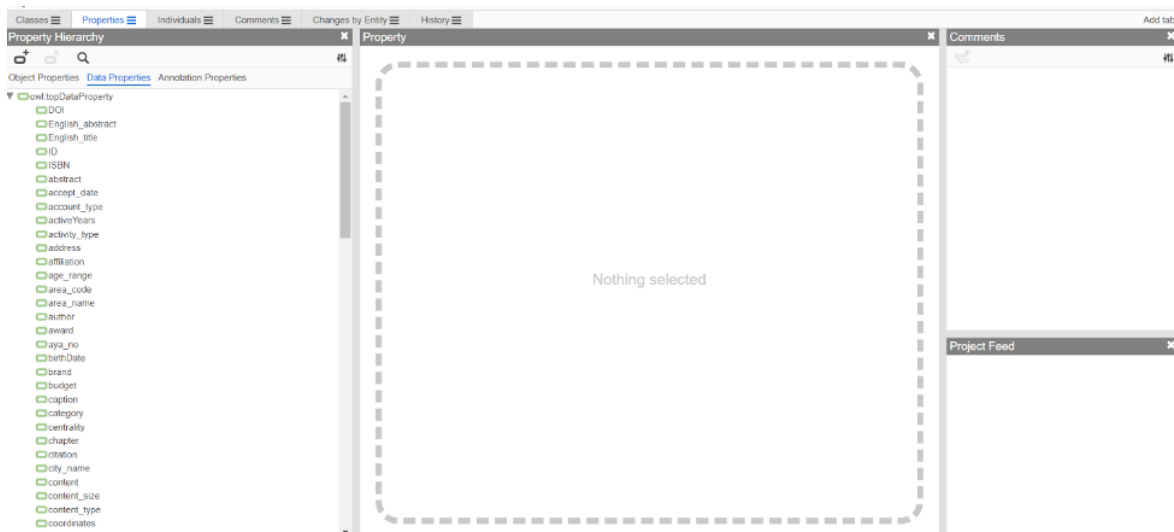 Classes Properties Individuals Comments Changes by Entity History Add tab
Property Hierarchy
Object Properties Data Properties Annotation Properties
owl:topDataProperty
DOI
English_abstract
English_title
ID
ISBN
abstract
accept_date
account_type
activeYears
activity_type
address
affiliation
age_range
area_code
area_name
author
award
aya_no
birthDate
brand
budget
caption
category
centrality
chapter
citation
city_name
content
content_size
content_type
coordinates
Property
Nothing selected
Comments
Project Feed